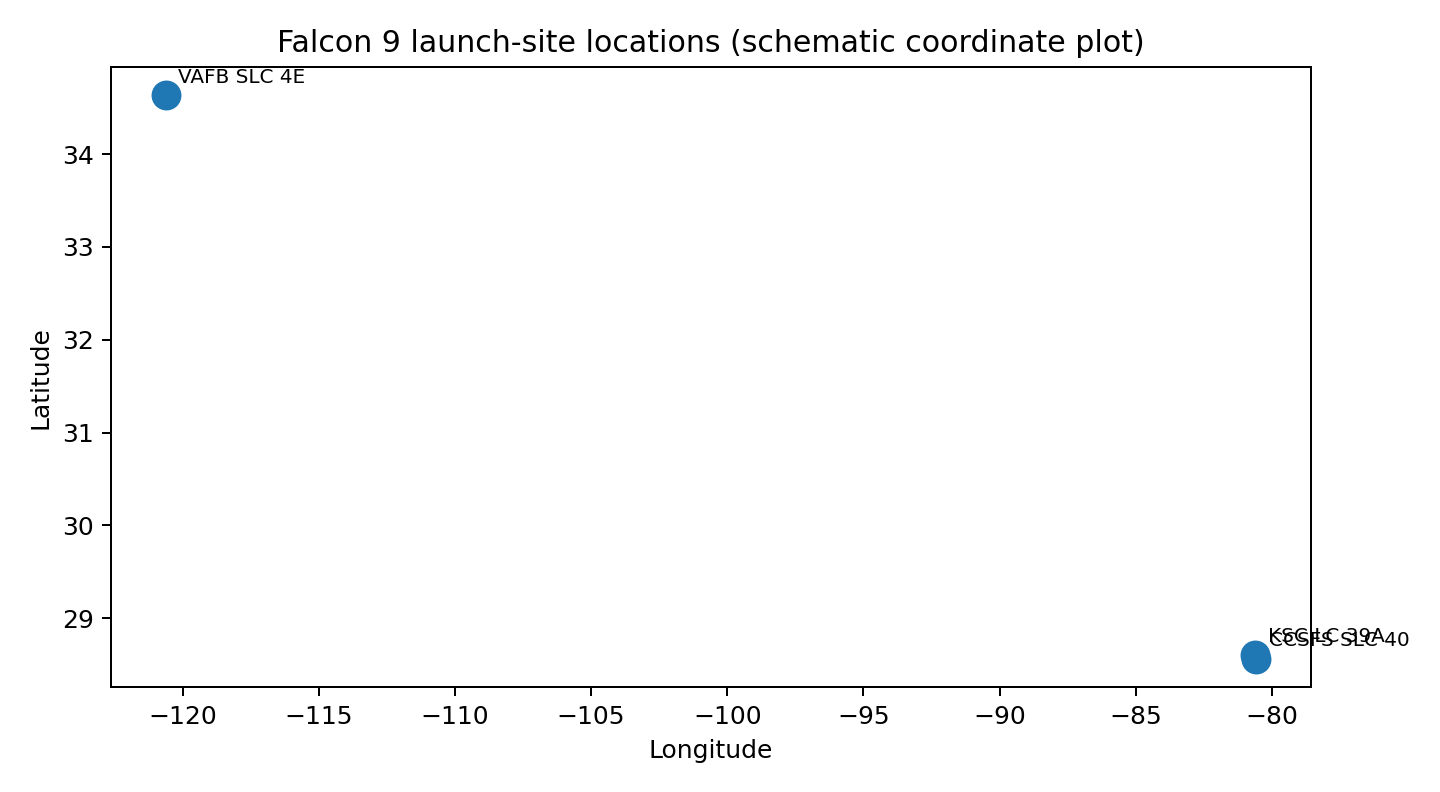 Falcon 9 launch-site locations (schematic coordinate plot)
VAFB SLC 4E
34
33
32
31
30
29
Latitude
KSC LC 39A
CCSFS SLC 40
−120
−115
−110
−105
−100
−95
−90
−85
−80
Longitude